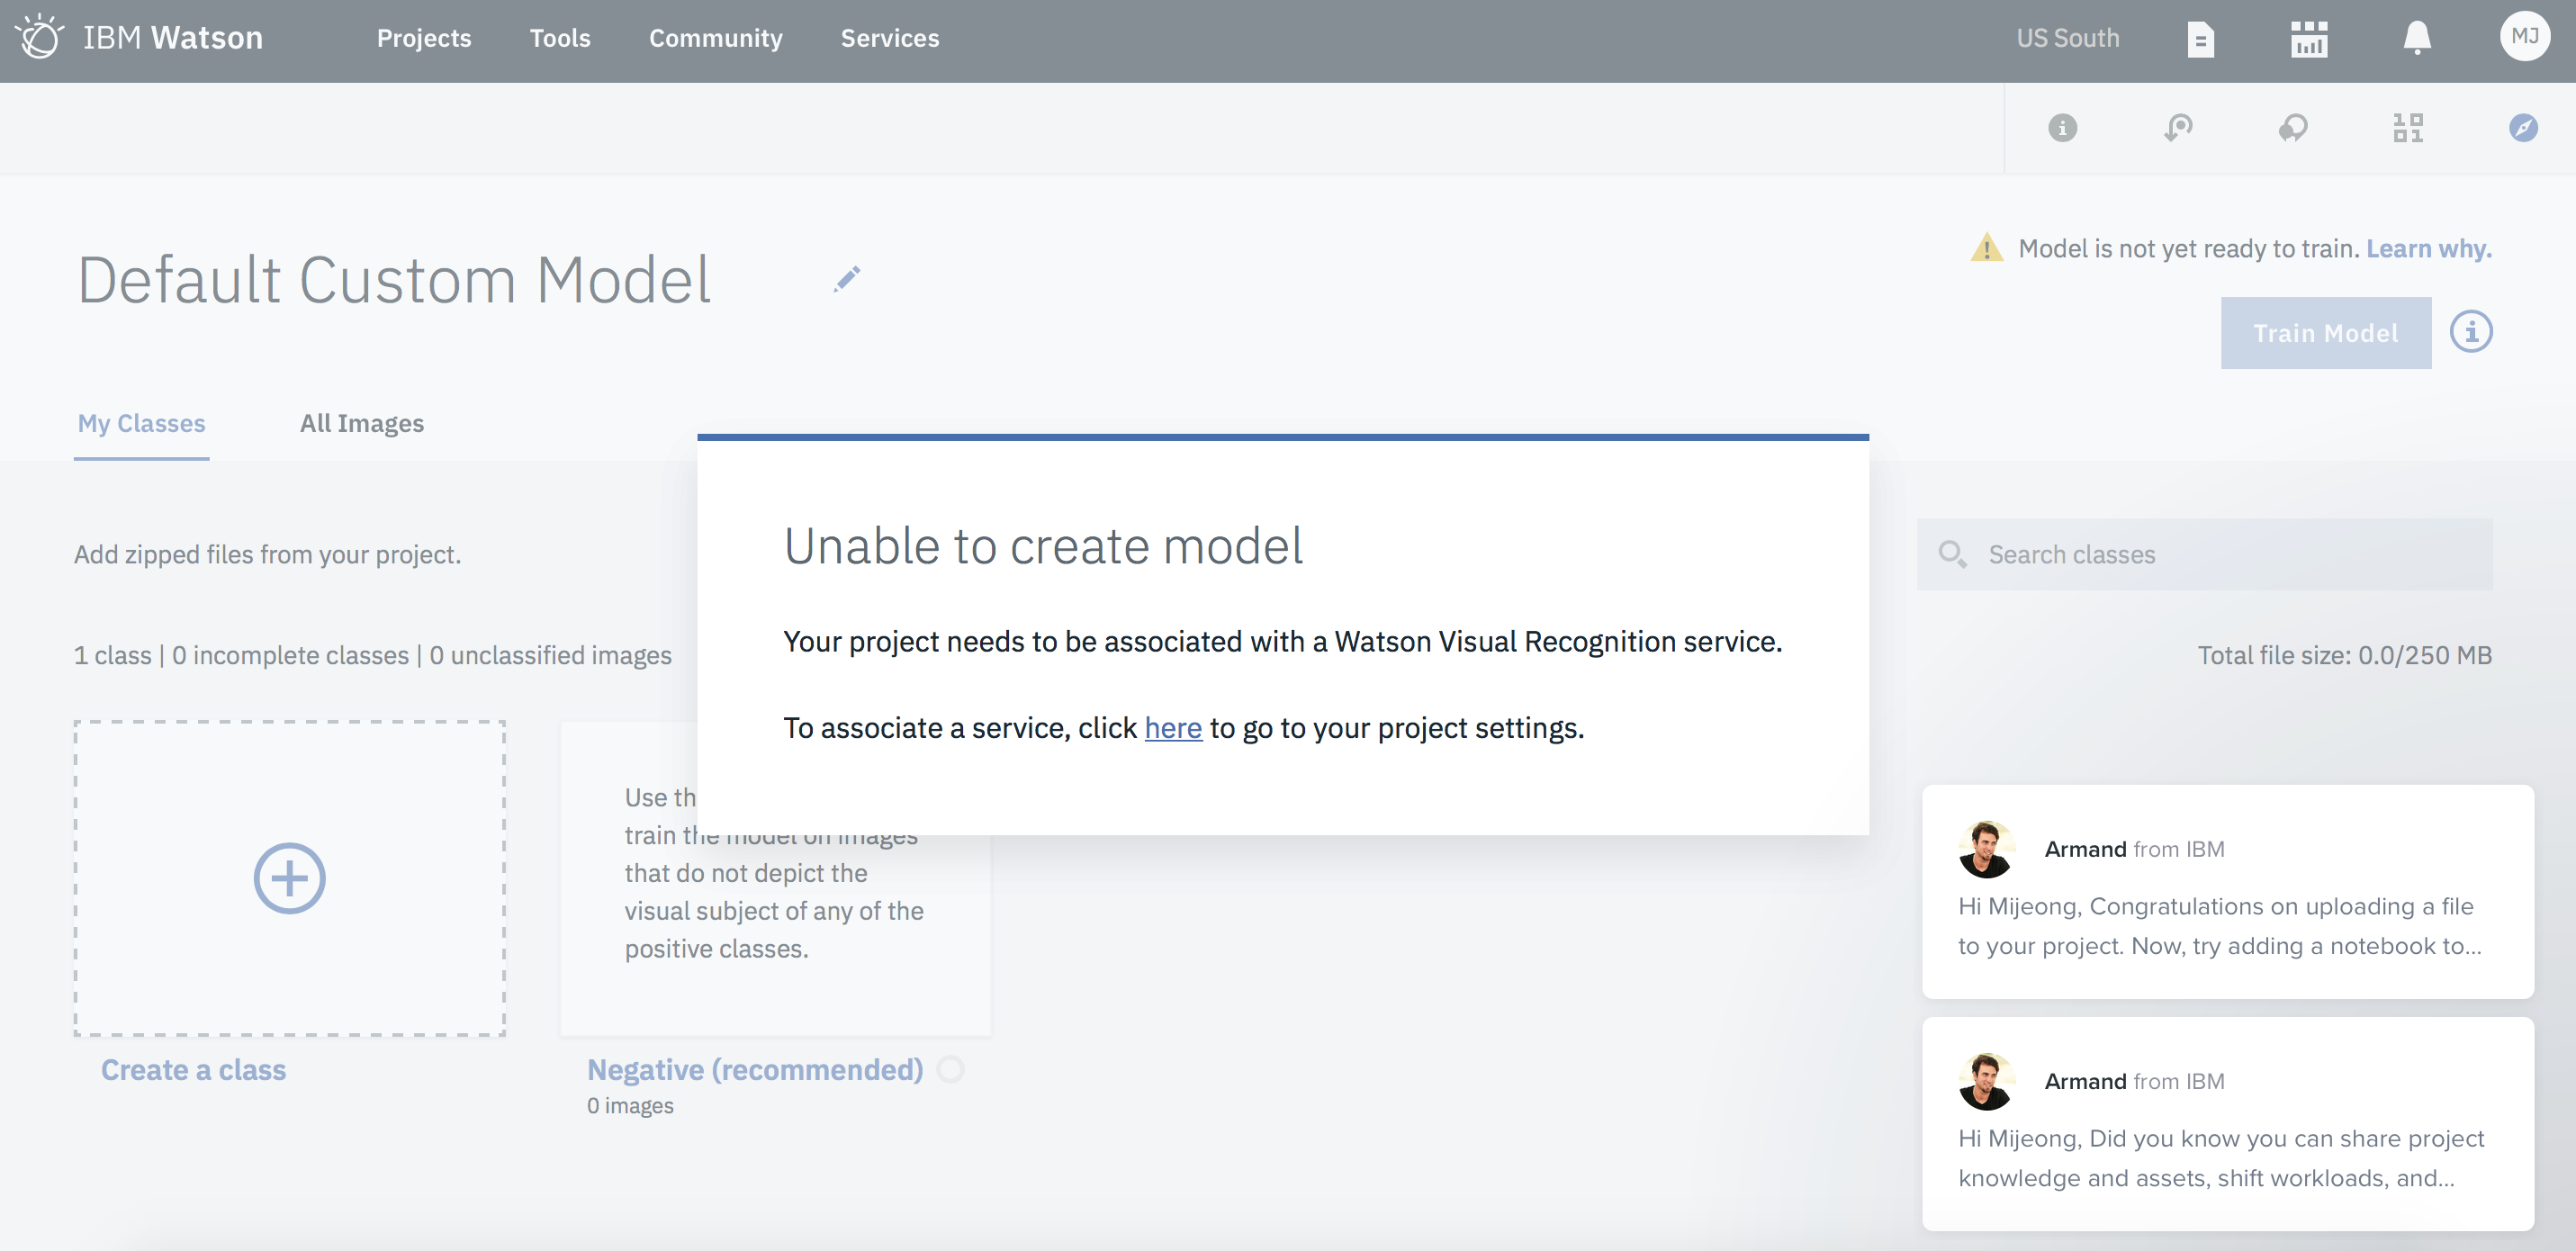 IBM Watson
Projects
Tools
Community
Services
US South
MJ
Default Custom Model
Model is not yet ready to train. Learn why.
Train Model
My Classes
All Images
Unable to create model
Your project needs to be associated with a Watson Visual Recognition service.
To associate a service, click here to go to your project settings.
Add zipped files from your project.
Search classes
1 class | 0 incomplete classes | 0 unclassified images
Total file size: 0.0/250 MB
Use
train the model on images
that do not depict the
visual subject of any of the
positive classes.
Create a class
Negative (recommended)
0 images
Armand from IBM
Hi Mijeong, Congratulations on uploading a file
to your project. Now, try adding a notebook to...
Armand from IBM
Hi Mijeong, Did you know you can share project
knowledge and assets, shift workloads, and...